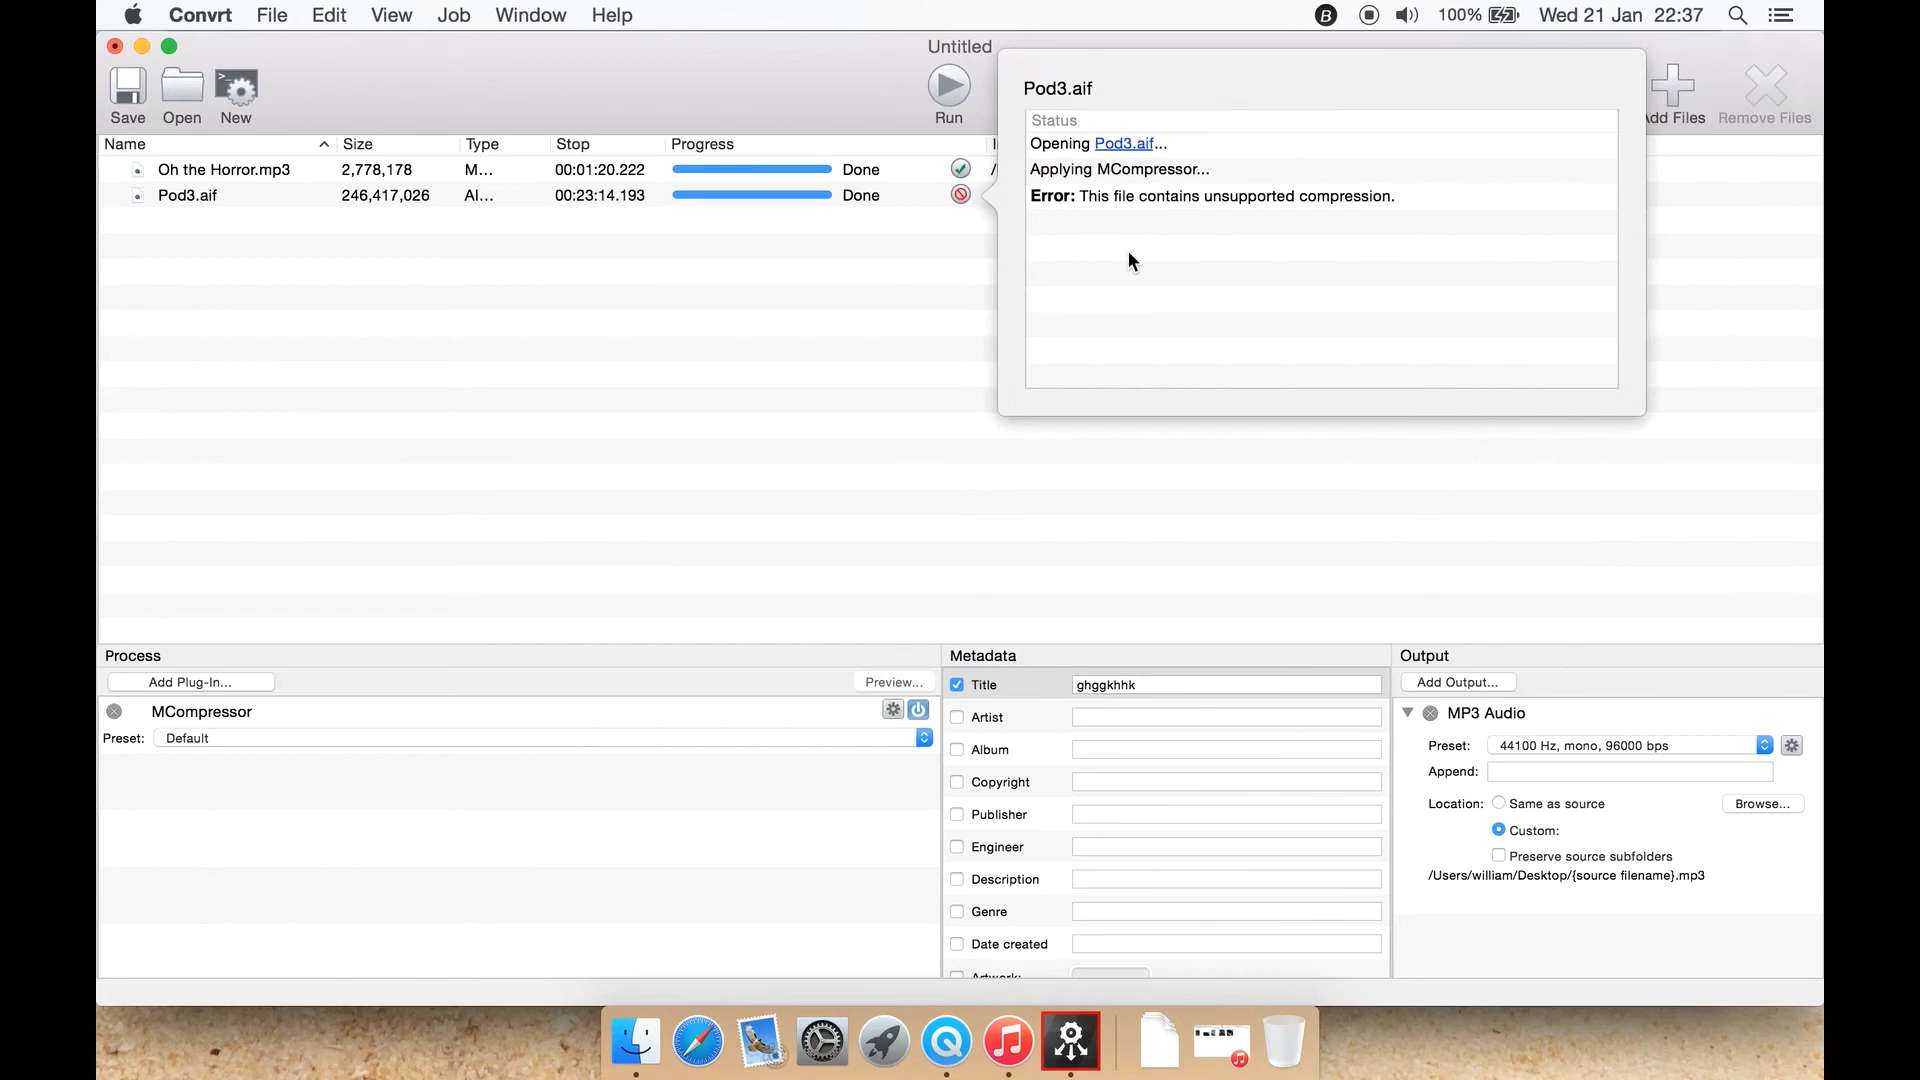 Convrt File Edit View Job Window Help
100% Wed 21 Jan 22:37
Untitled
Save Open New Run Add Files Remove Files
Name Size Type Stop Progress
Oh the Horror.mp3 2,778,178 M... 00:01:20.222 Done
Pod3.aif 246,417,026 AI... 00:23:14.193 Done
Pod3.aif
Status
Opening Pod3.aif...
Applying MCompressor...
Error: This file contains unsupported compression.
Process
Add Plug-In... Preview...
MCompressor
Preset: Default
Metadata
Title ghggkhhk
Artist
Album
Copyright
Publisher
Engineer
Description
Genre
Date created
Artwork:
Output
Add Output...
MP3 Audio
Preset: 44100 Hz, mono, 96000 bps
Append:
Location: Same as source Browse...
Custom:
Preserve source subfolders
/Users/william/Desktop/{source filename}.mp3